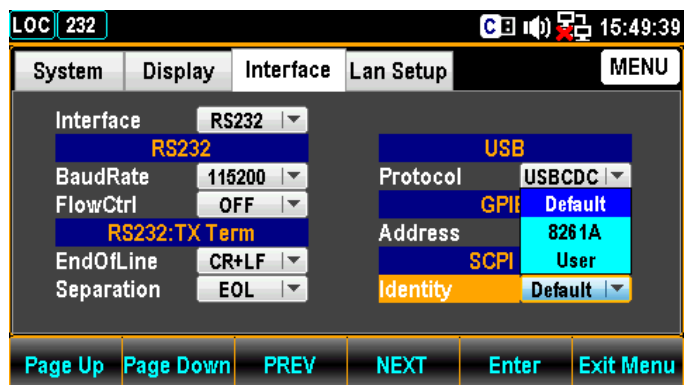 LOC 232 C 15:49:39
System Display Interface Lan Setup MENU
Interface RS232
RS232 USB
BaudRate 115200 Protocol USBCDC
FlowCtrl OFF Default
RS232:TX Term Address 8261A
EndOfLine CR+LF SCPI User
Separation EOL Identity Default
Page Up Page Down PREV NEXT Enter Exit Menu